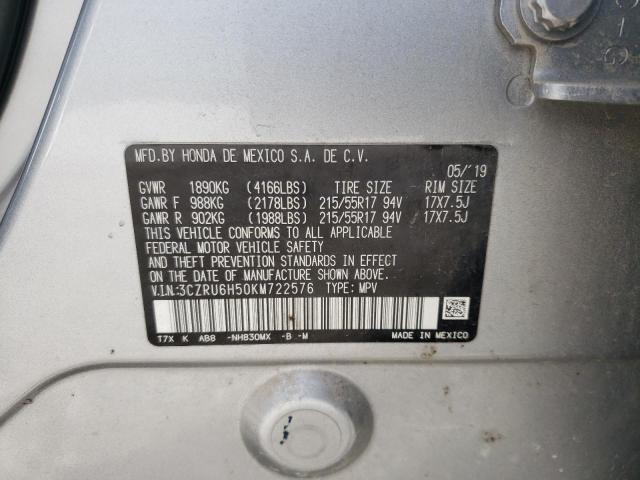 MFD.BY HONDA DE MEXICO S.A. DE C.V.
05/'19
GVWR 1890KG (4166LBS) TIRE SIZE RIM SIZE
GAWR F 988KG (2178LBS) 215/55R17 94V 17X7.5J
GAWR R 902KG (1988LBS) 215/55R17 94V 17X7.5J
THIS VEHICLE CONFORMS TO ALL APPLICABLE
FEDERAL MOTOR VEHICLE SAFETY
AND THEFT PREVENTION STANDARDS IN EFFECT
ON THE DATE OF MANUFACTURE SHOWN ABOVE.
V.I.N.:3CZRU6H50KM722576 TYPE: MPV
T7X K AB8 -NH830MX -B -M MADE IN MEXICO